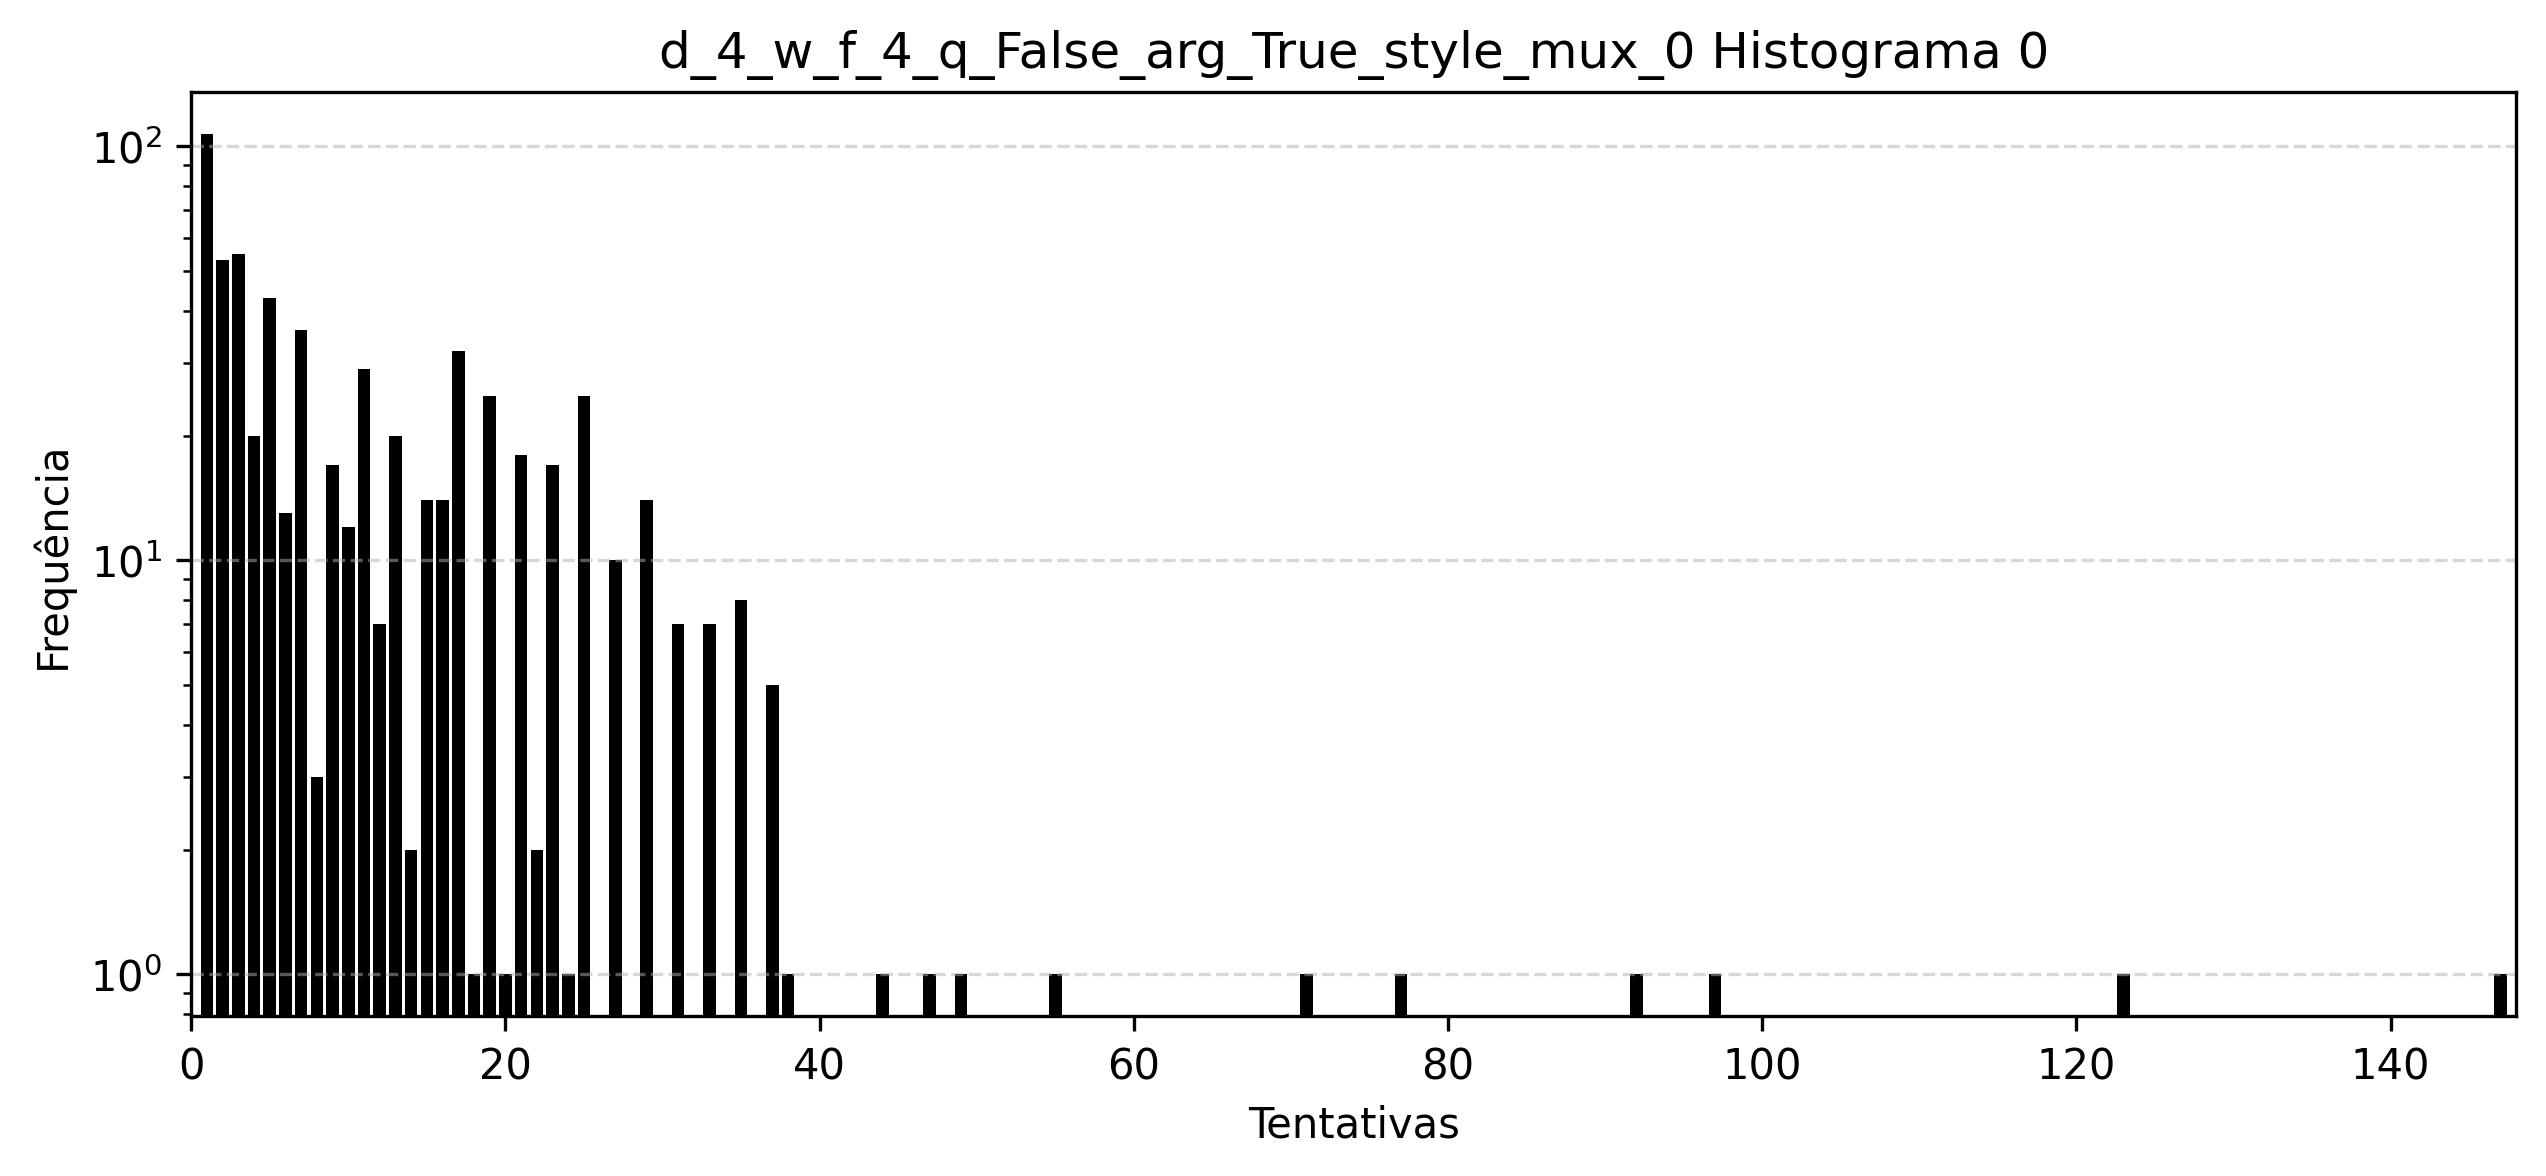 d_4_w_f_4_q_False_arg_True_style_mux_0 Histograma 0
10²
10¹
10⁰
Frequência
0 20 40 60 80 100 120 140
Tentativas